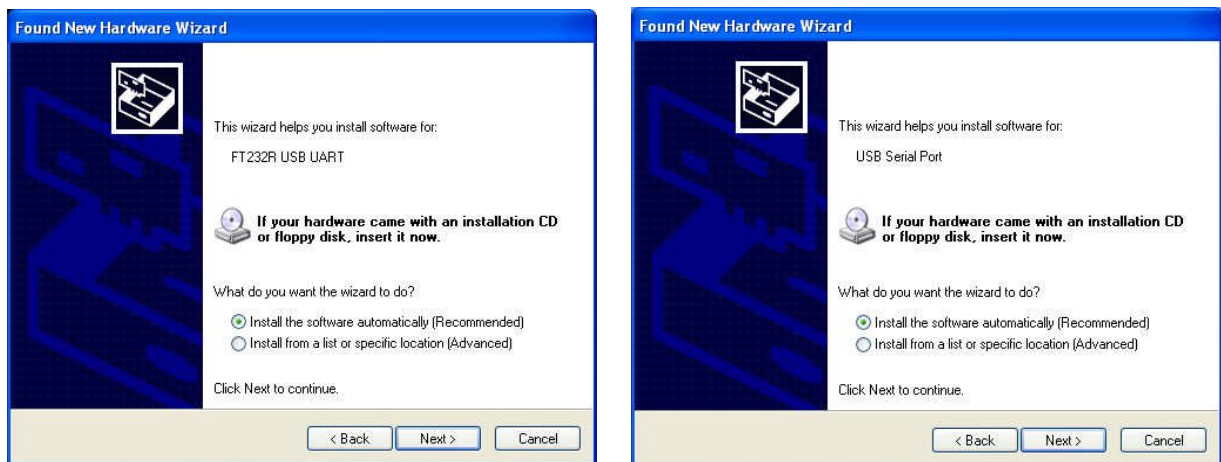 Found New Hardware Wizard
This wizard helps you install software for:
FT232R USB UART
If your hardware came with an installation CD
or floppy disk, insert it now.
What do you want the wizard to do?
Install the software automatically (Recommended)
Install from a list or specific location (Advanced)
Click Next to continue.
< Back
Next >
Cancel
Found New Hardware Wizard
This wizard helps you install software for:
USB Serial Port
If your hardware came with an installation CD
or floppy disk, insert it now.
What do you want the wizard to do?
Install the software automatically (Recommended)
Install from a list or specific location (Advanced)
Click Next to continue.
< Back
Next >
Cancel